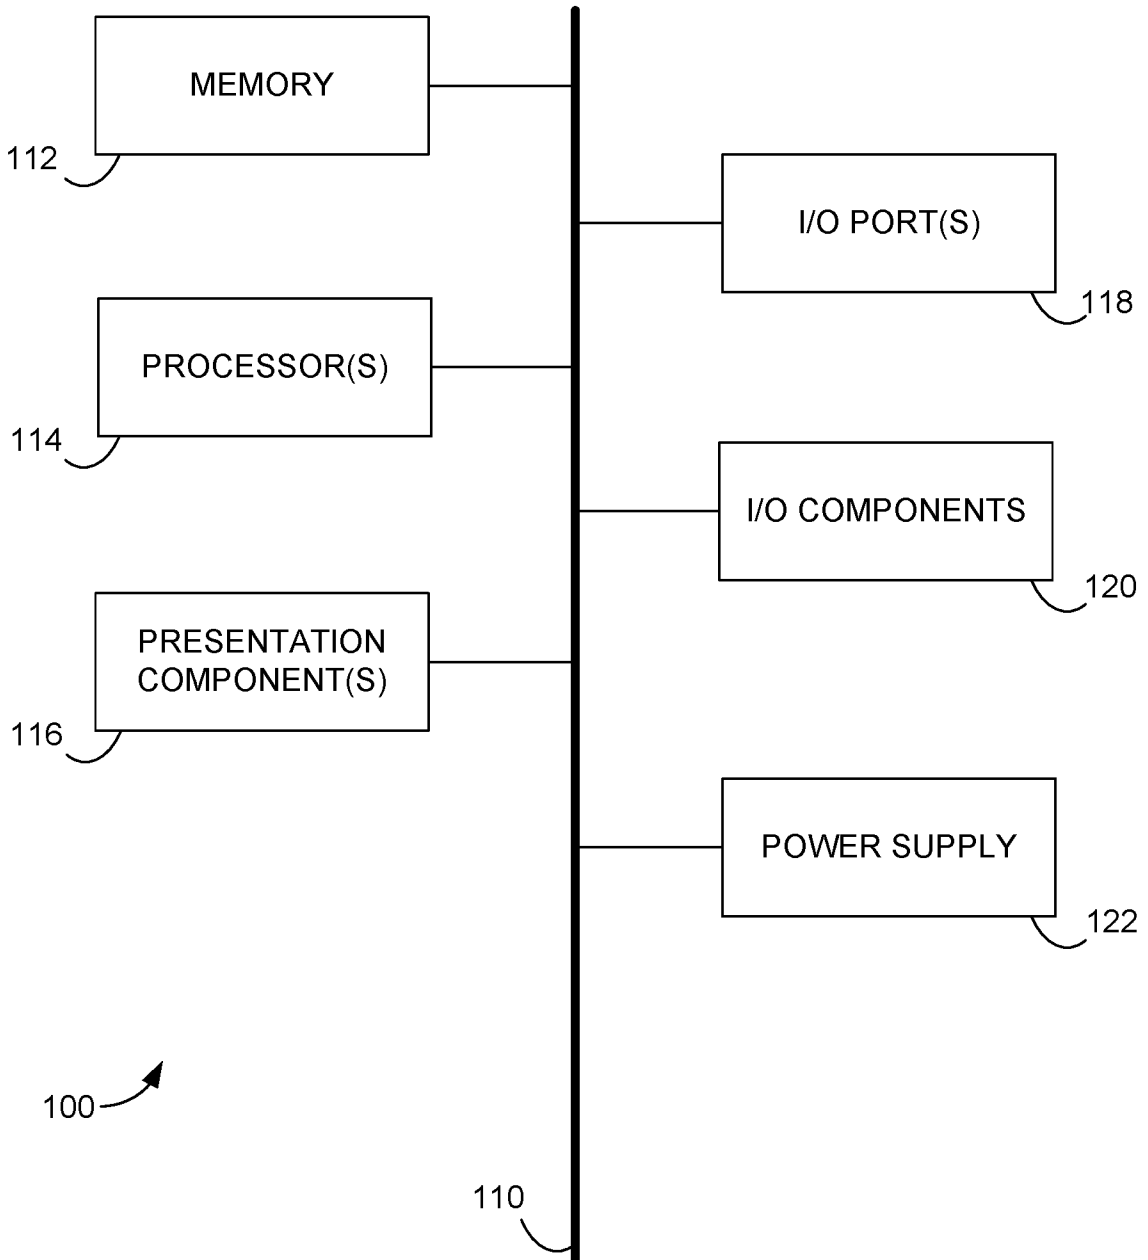 MEMORY
112
I/O PORT(S)
118
PROCESSOR(S)
114
I/O COMPONENTS
120
PRESENTATION
COMPONENT(S)
116
POWER SUPPLY
122
100
110